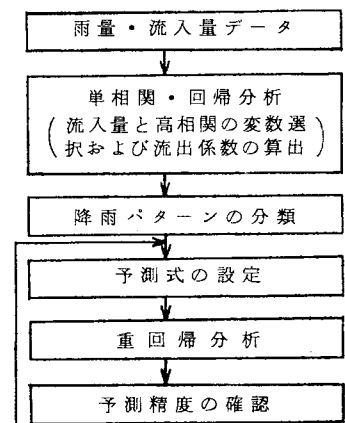 雨量・流入量データ
単相関・回帰分析
(流入量と高相関の変数選
択および流出係数の算出)
降雨パターンの分類
予測式の設定
重回帰分析
予測精度の確認